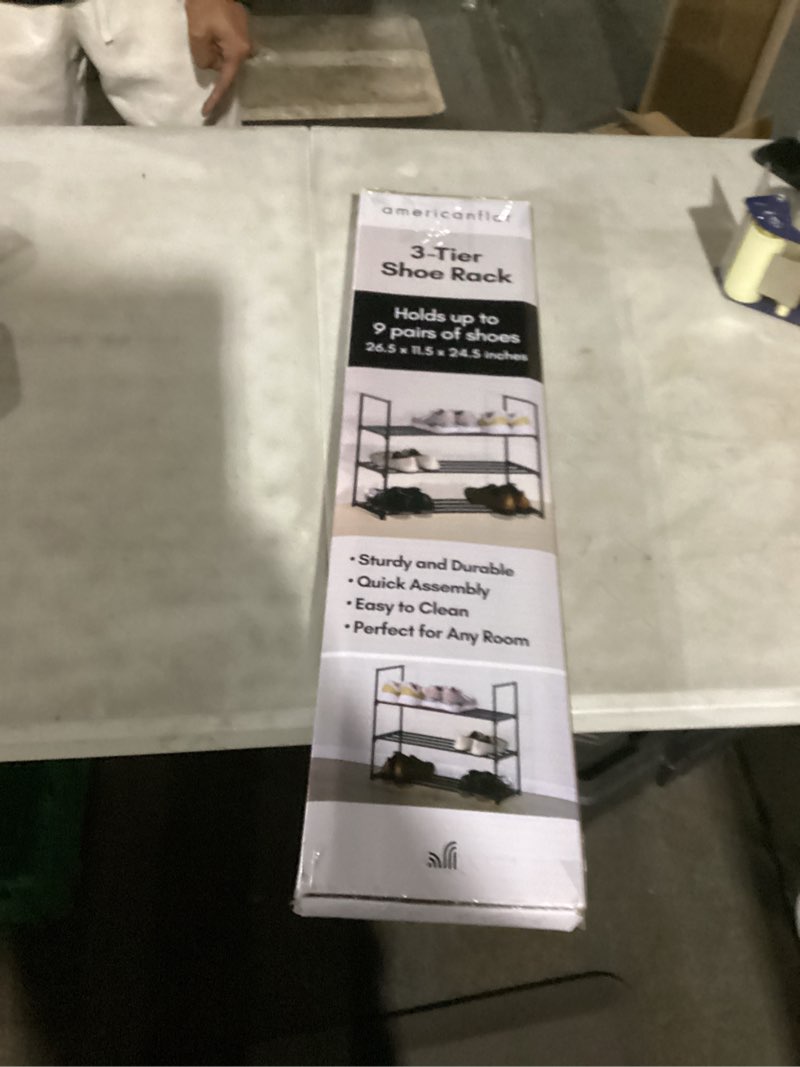 americanflat
3-Tier
Shoe Rack
Holds up to
9 pairs of shoes
26.5 x 11.5 x 24.5 inches
• Sturdy and Durable
• Quick Assembly
• Easy to Clean
• Perfect for Any Room